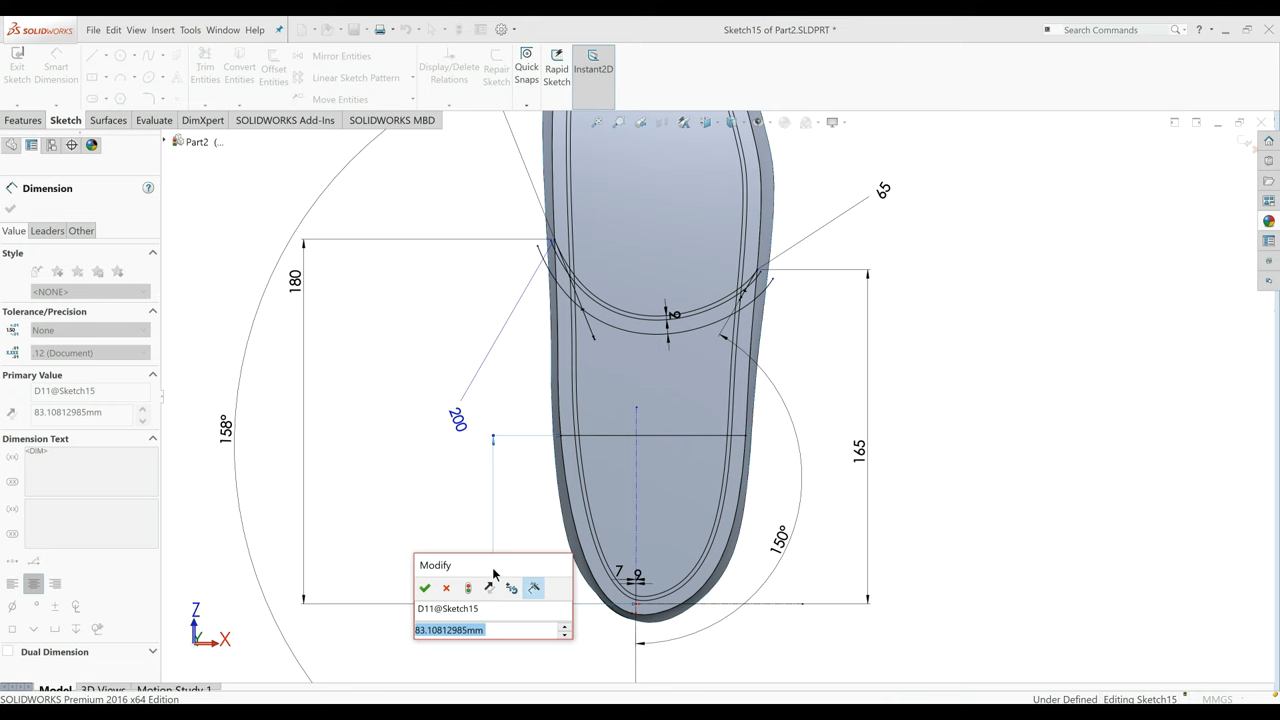 SOLIDWORKS
File Edit View Insert Tools Window Help
Sketch15 of Part2.SLDPRT *
Search Commands
Exit Sketch
Smart Dimension
Trim Entities
Convert Entities
Offset Entities
Mirror Entities
Linear Sketch Pattern
Move Entities
Display/Delete Relations
Repair Sketch
Quick Snaps
Rapid Sketch
Instant2D
Features Sketch Surfaces Evaluate DimXpert SOLIDWORKS Add-Ins SOLIDWORKS MBD
Part2 (...
Dimension
Value Leaders Other
Style
<NONE>
Tolerance/Precision
None
.12 (Document)
Primary Value
D11@Sketch15
83.10812985mm
Dimension Text
<DIM>
Dual Dimension
65
180
200
158°
165
150°
7
Z
Y
X
Modify
D11@Sketch15
83.10812985mm
Model 3D Views Motion Study 1
SOLIDWORKS Premium 2016 x64 Edition
Under Defined Editing Sketch15 MMGS